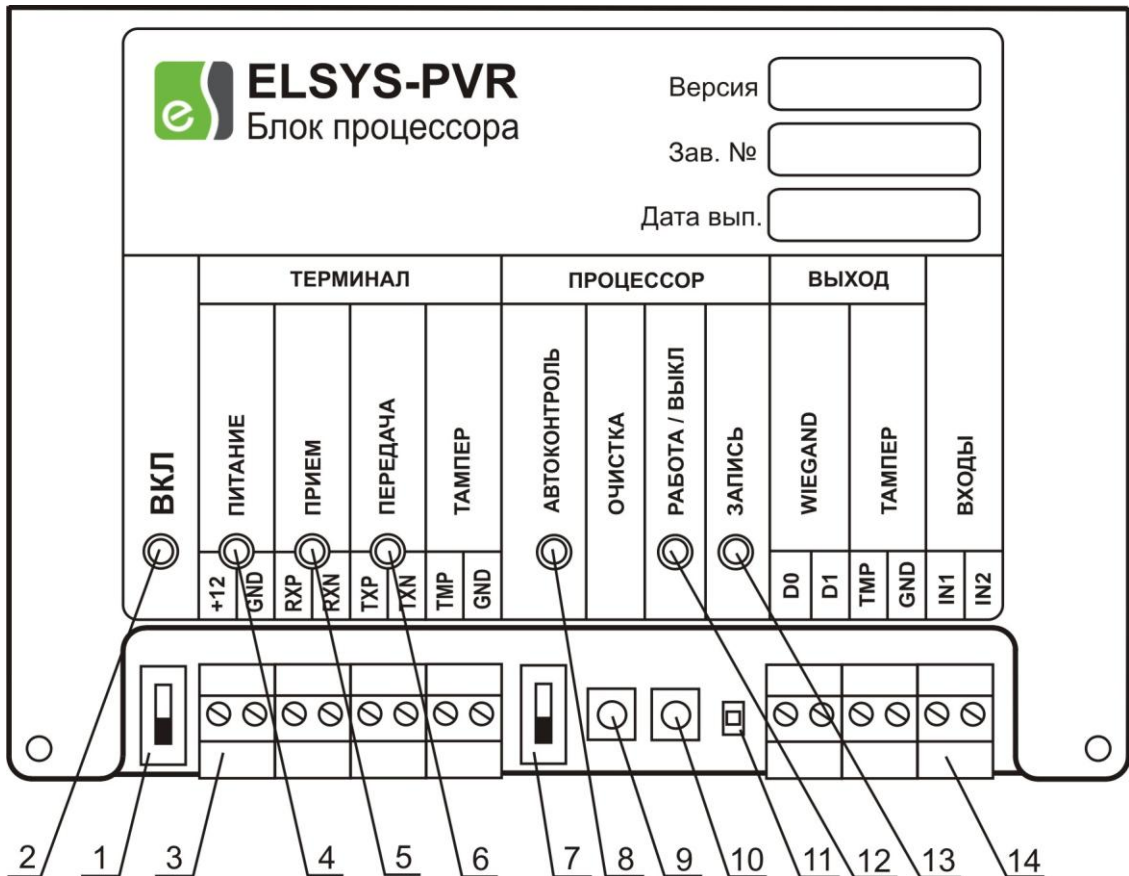 e
ELSYS-PVR
Блок процессора
Версия
Зав. №
Дата вып.
ТЕРМИНАЛ
ПРОЦЕССОР
ВЫХОД
ВКЛ
ПИТАНИЕ
ПРИЕМ
ПЕРЕДАЧА
ТАМПЕР
АВТОКОНТРОЛЬ
ОЧИСТКА
РАБОТА / ВЫКЛ
ЗАПИСЬ
WIEGAND
ТАМПЕР
ВХОДЫ
+12
GND
RXP
RXN
TXP
TXN
TMP
GND
D0
D1
TMP
GND
IN1
IN2
2
1
3
4
5
6
7
8
9
10
11
12
13
14